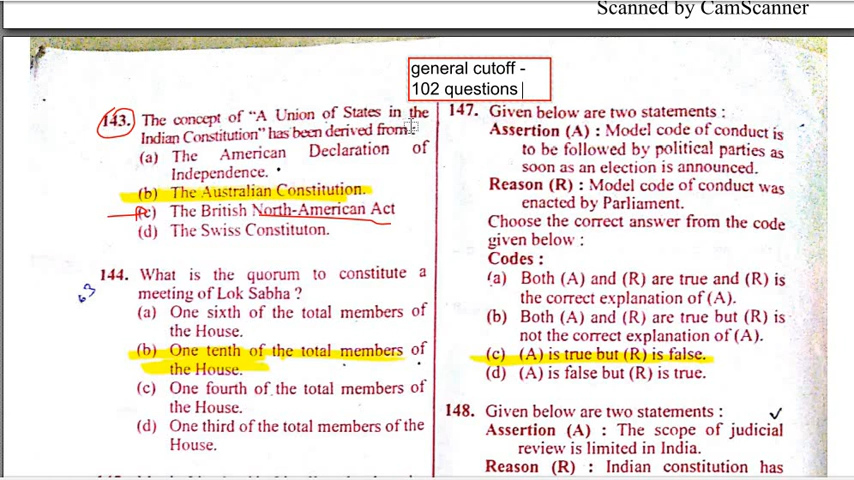 Scanned by CamScanner
general cutoff -
102 questions
143. The concept of "A Union of States in the
Indian Constitution" has been derived from:
(a) The American Declaration of
Independence.
(b) The Australian Constitution.
(c) The British North-American Act
(d) The Swiss Constituton.
63
144. What is the quorum to constitute a
meeting of Lok Sabha ?
(a) One sixth of the total members of
the House.
(b) One tenth of the total members of
the House.
(c) One fourth of the total members of
the House.
(d) One third of the total members of the
House.
147. Given below are two statements :
Assertion (A) : Model code of conduct is
to be followed by political parties as
soon as an election is announced.
Reason (R) : Model code of conduct was
enacted by Parliament.
Choose the correct answer from the code
given below :
Codes :
(a) Both (A) and (R) are true and (R) is
the correct explanation of (A).
(b) Both (A) and (R) are true but (R) is
not the correct explanation of (A).
(c) (A) is true but (R) is false.
(d) (A) is false but (R) is true.
148. Given below are two statements :
Assertion (A) : The scope of judicial
review is limited in India.
Reason (R) : Indian constitution has